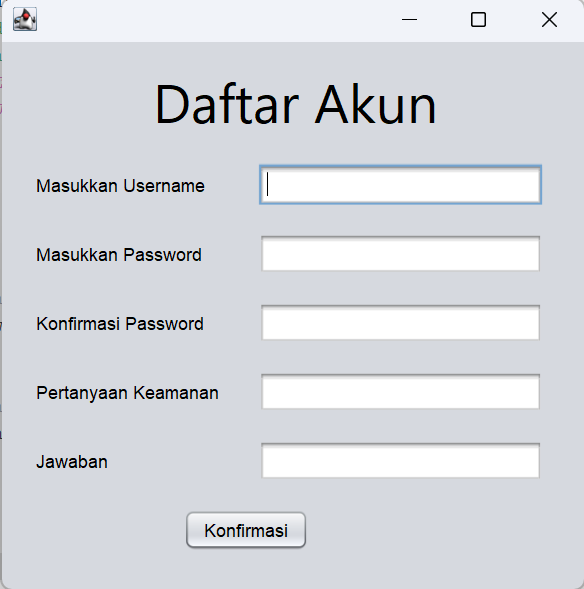 Daftar Akun
Masukkan Username
Masukkan Password
Konfirmasi Password
Pertanyaan Keamanan
Jawaban
Konfirmasi